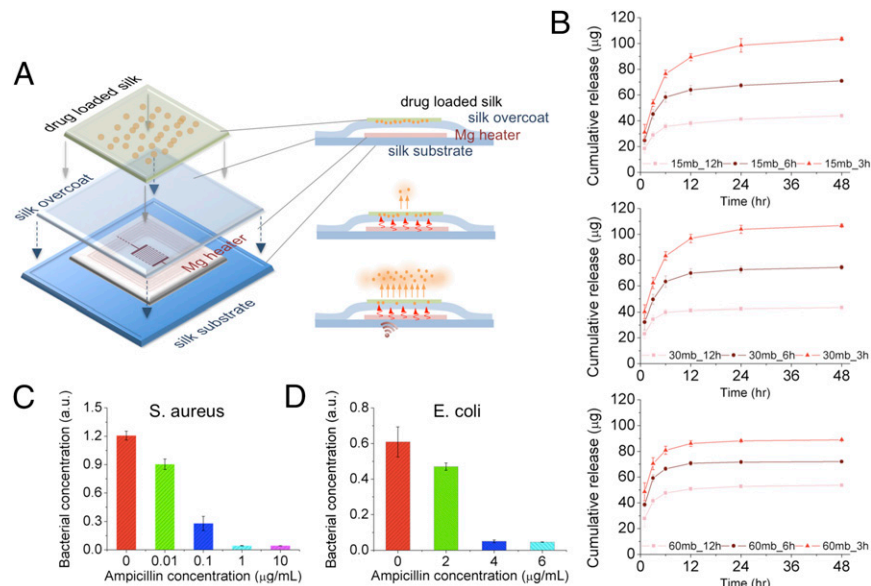 A
drug loaded silk
silk overcoat
Mg heater
silk substrate
drug loaded silk
silk overcoat
Mg heater
silk substrate
B
Cumulative release (μg)
120
100
80
60
40
20
0
15mb_12h 15mb_6h 15mb_3h
0 12 24 36 48
Time (hr)
Cumulative release (μg)
120
100
80
60
40
20
0
30mb_12h 30mb_6h 30mb_3h
0 12 24 36 48
Time (hr)
Cumulative release (μg)
120
100
80
60
40
20
0
60mb_12h 60mb_6h 60mb_3h
0 12 24 36 48
Time (hr)
C
S. aureus
Bacterial concentration (a.u.)
1.5
1.2
0.9
0.6
0.3
0.0
0 0.01 0.1 1 10
Ampicillin concentration (μg/mL)
D
E. coli
Bacterial concentration (a.u.)
0.8
0.6
0.4
0.2
0.0
0 2 4 6
Ampicillin concentration (μg/mL)